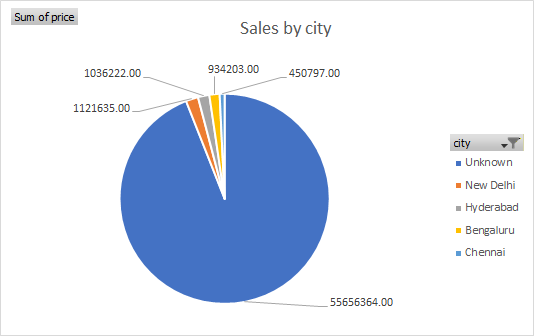 Sum of price
Sales by city
1036222.00
934203.00
450797.00
1121635.00
city
Unknown
New Delhi
Hyderabad
Bengaluru
Chennai
55656364.00